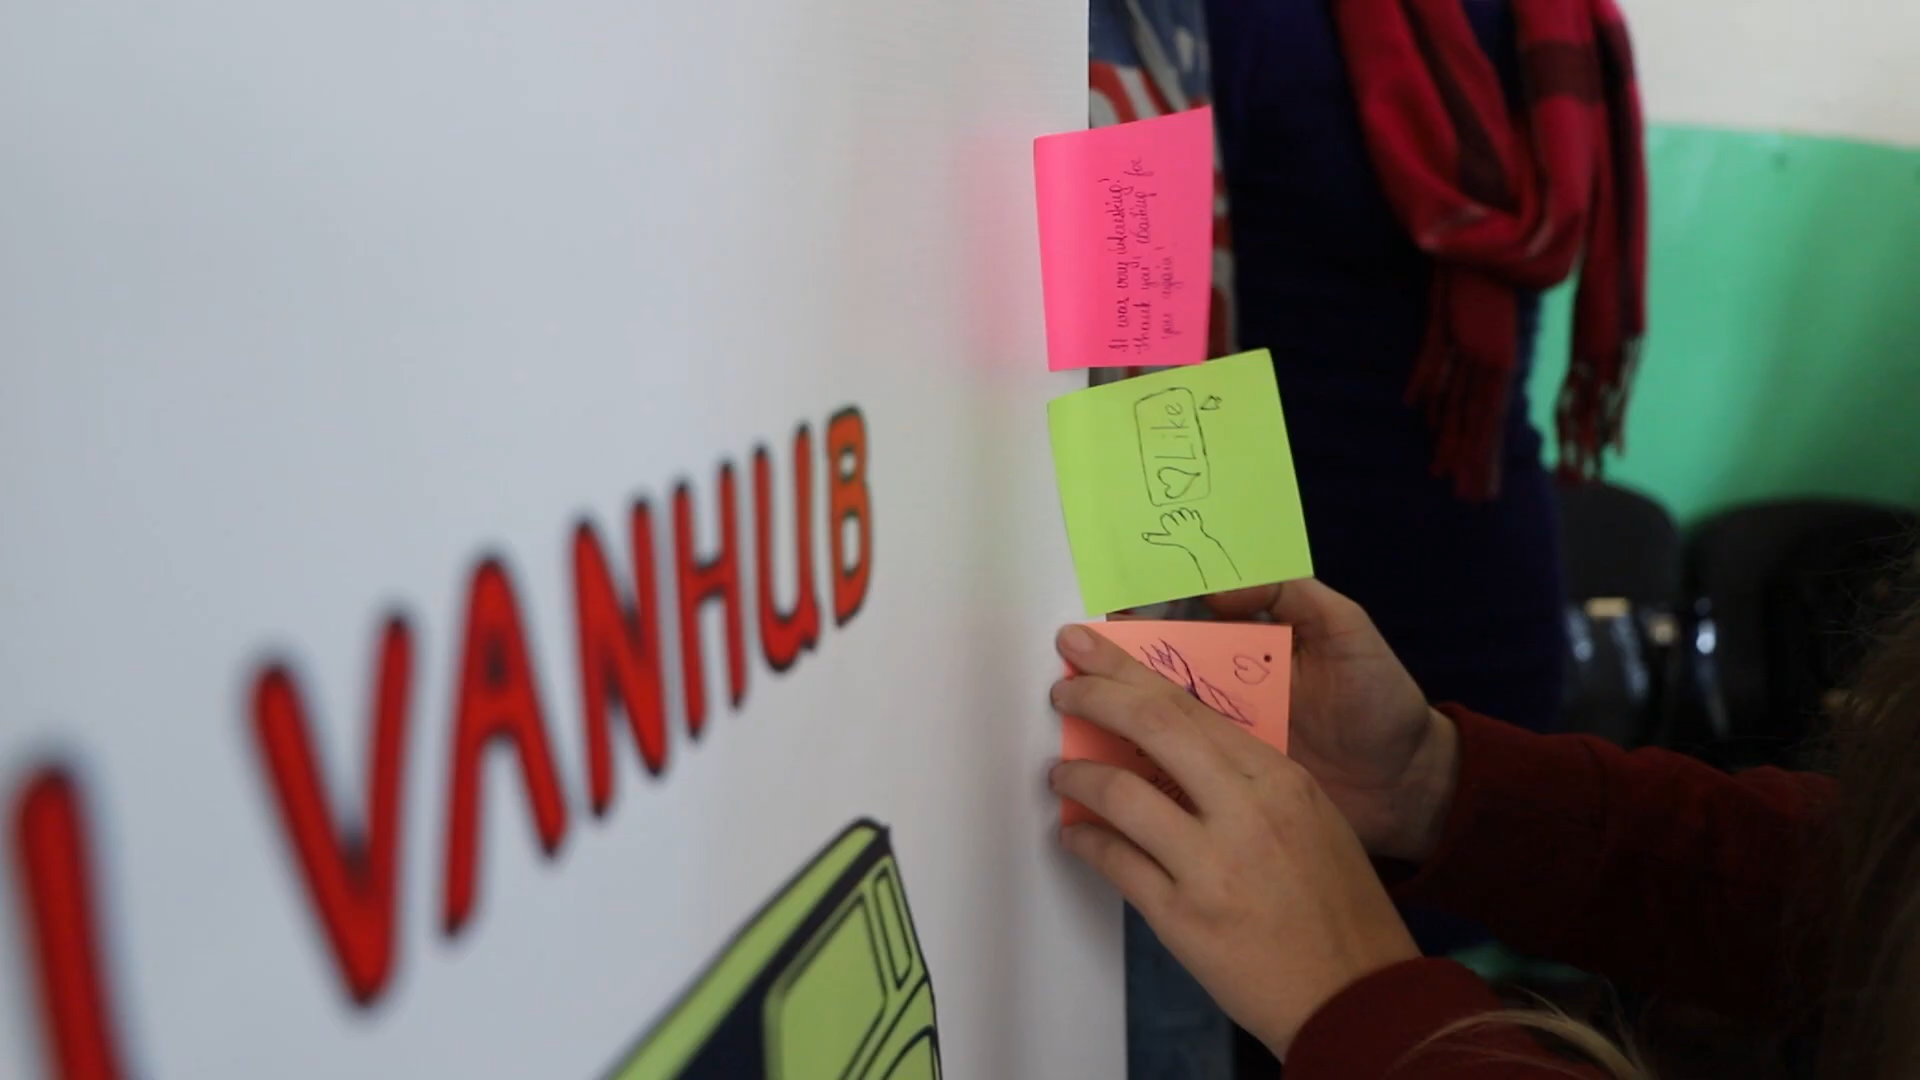 VANHUB
It was very interesting!
thank you, waiting for
you again!
Like